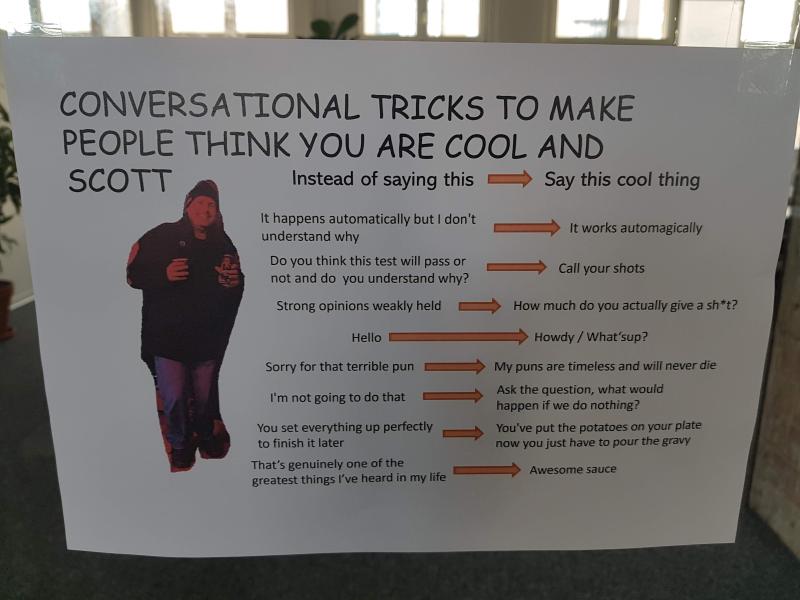 CONVERSATIONAL TRICKS TO MAKE
PEOPLE THINK YOU ARE COOL AND
SCOTT
Instead of saying this
Say this cool thing
It happens automatically but I don't
understand why
It works automagically
Do you think this test will pass or
not and do you understand why?
Call your shots
Strong opinions weakly held
How much do you actually give a sh*t?
Hello
Howdy / What'sup?
Sorry for that terrible pun
My puns are timeless and will never die
I'm not going to do that
Ask the question, what would
happen if we do nothing?
You set everything up perfectly
to finish it later
You've put the potatoes on your plate
now you just have to pour the gravy
That's genuinely one of the
greatest things I've heard in my life
Awesome sauce